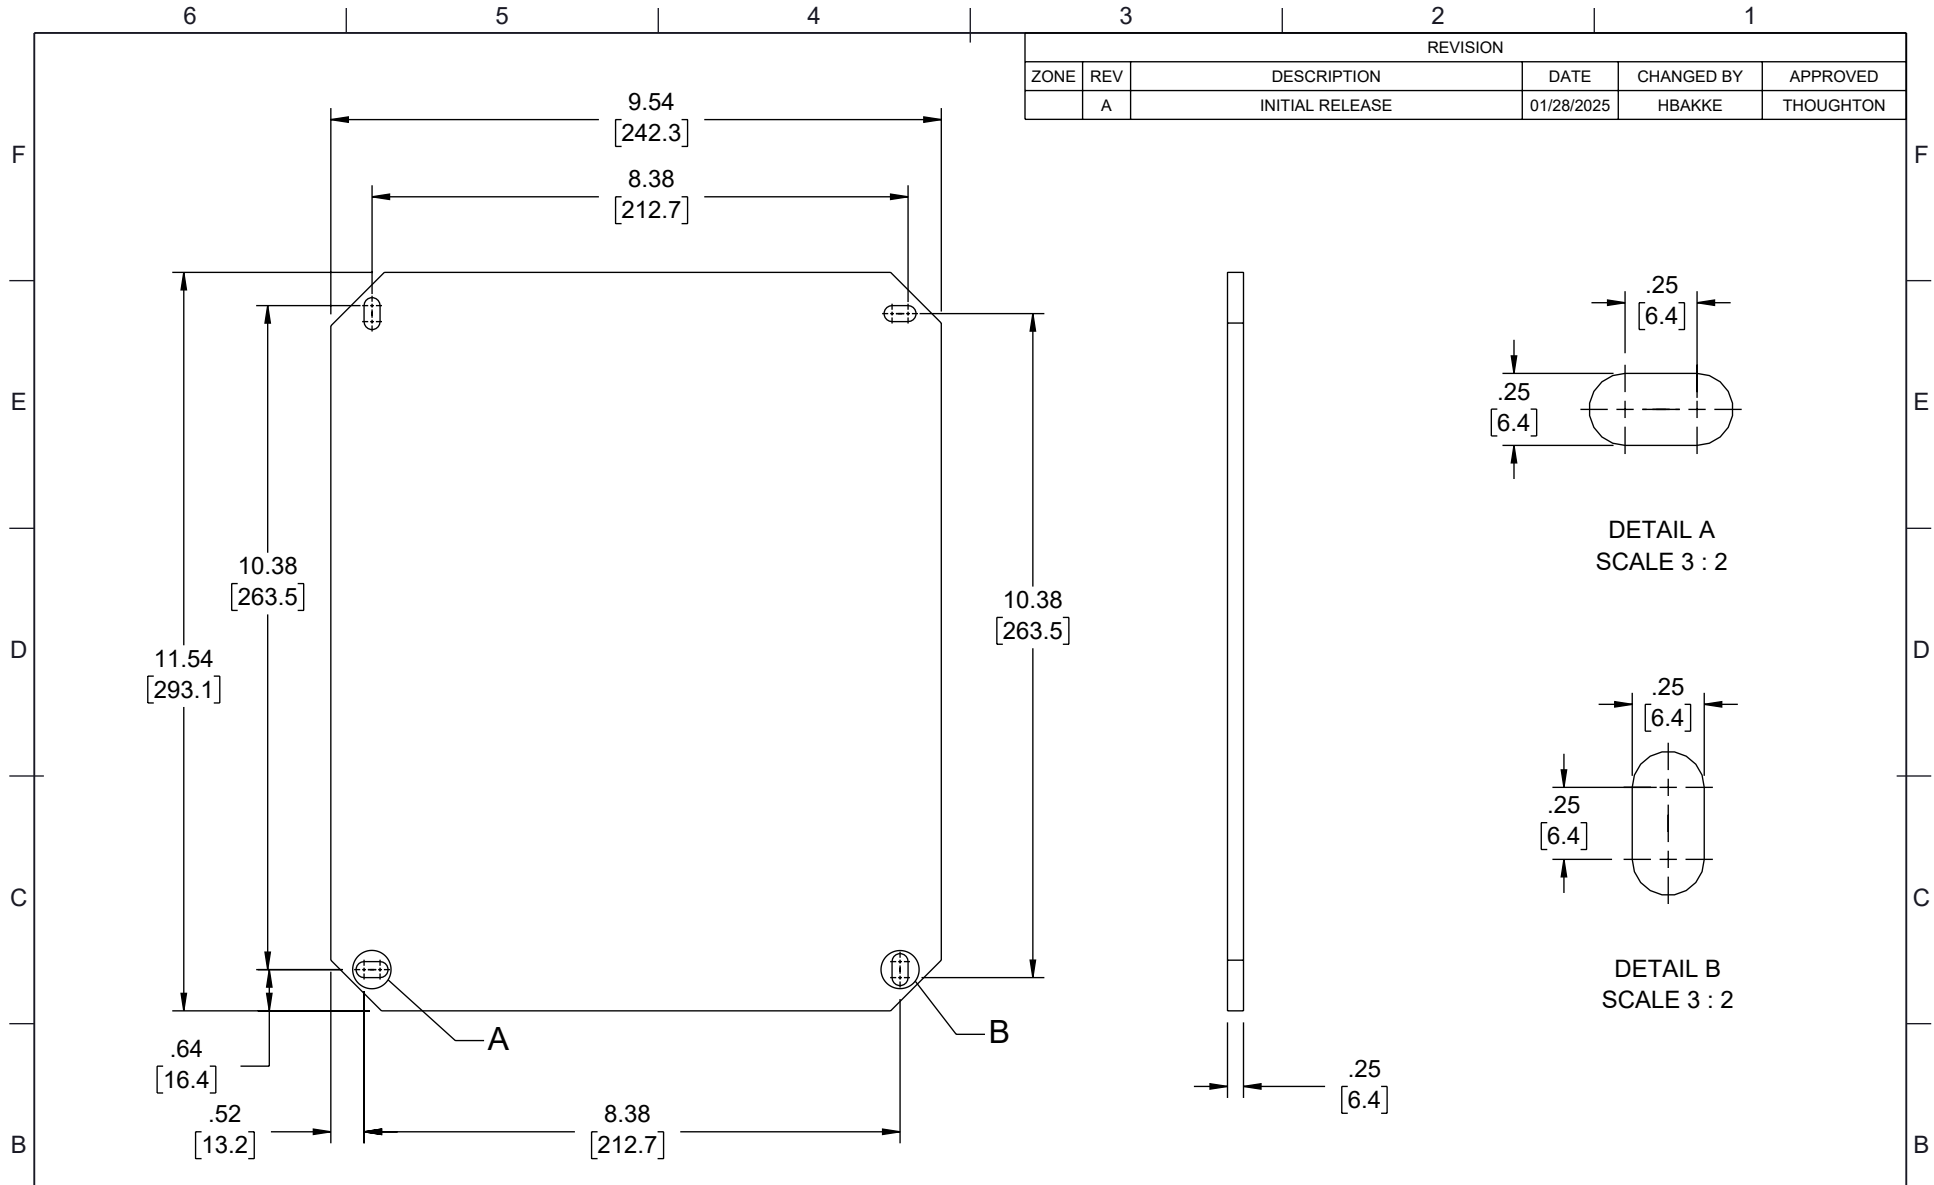 6 5 4 3 2 1
REVISION
ZONE REV DESCRIPTION DATE CHANGED BY APPROVED
A INITIAL RELEASE 01/28/2025 HBAKKE THOUGHTON
F F
9.54
[242.3]
8.38
[212.7]
.25
[6.4]
E E
.25
[6.4]
DETAIL A
SCALE 3 : 2
10.38
[263.5]
10.38
[263.5]
D D
11.54
[293.1]
.25
[6.4]
.25
[6.4]
C C
DETAIL B
SCALE 3 : 2
A B
.64
[16.4]
.25
[6.4]
.52
[13.2]
8.38
[212.7]
B B